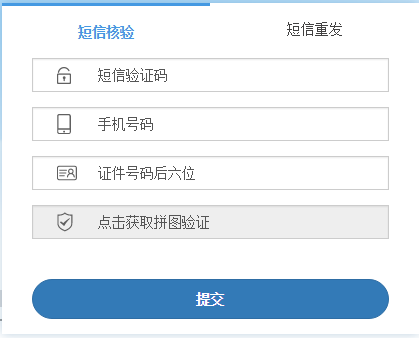 短信核验
短信重发
短信验证码
手机号码
证件号码后六位
点击获取拼图验证
提交